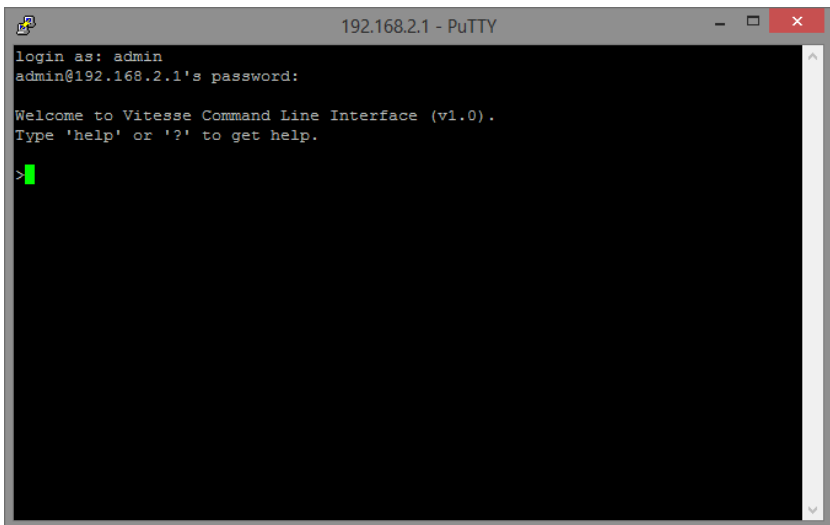 192.168.2.1 - PuTTY
login as: admin
admin@192.168.2.1's password:
Welcome to Vitesse Command Line Interface (v1.0).
Type 'help' or '?' to get help.
>